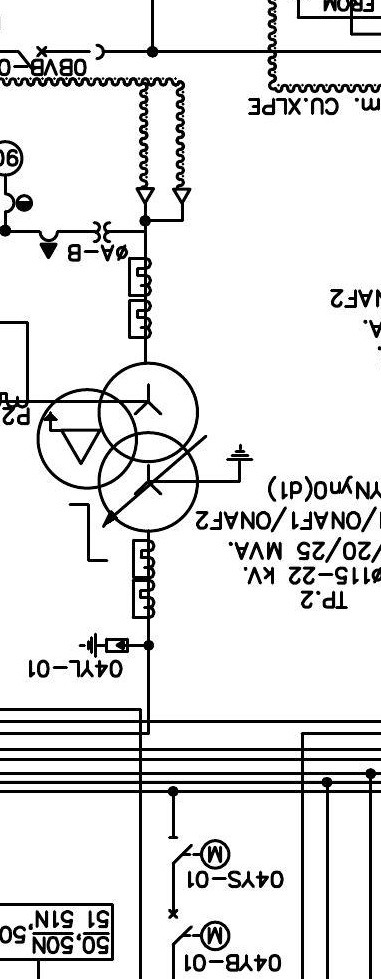 04YB-01
M
50,50N
51 51N
,50
04YS-01
M
04YL-01
TP.2
ø115-22 kV.
/20/25 MVA.
/ONAF1/ONAF2
YNyn0(d1)
P2
A.
NAF2
øA-B
90
m. CU.XLPE
0BVB-0
FROM